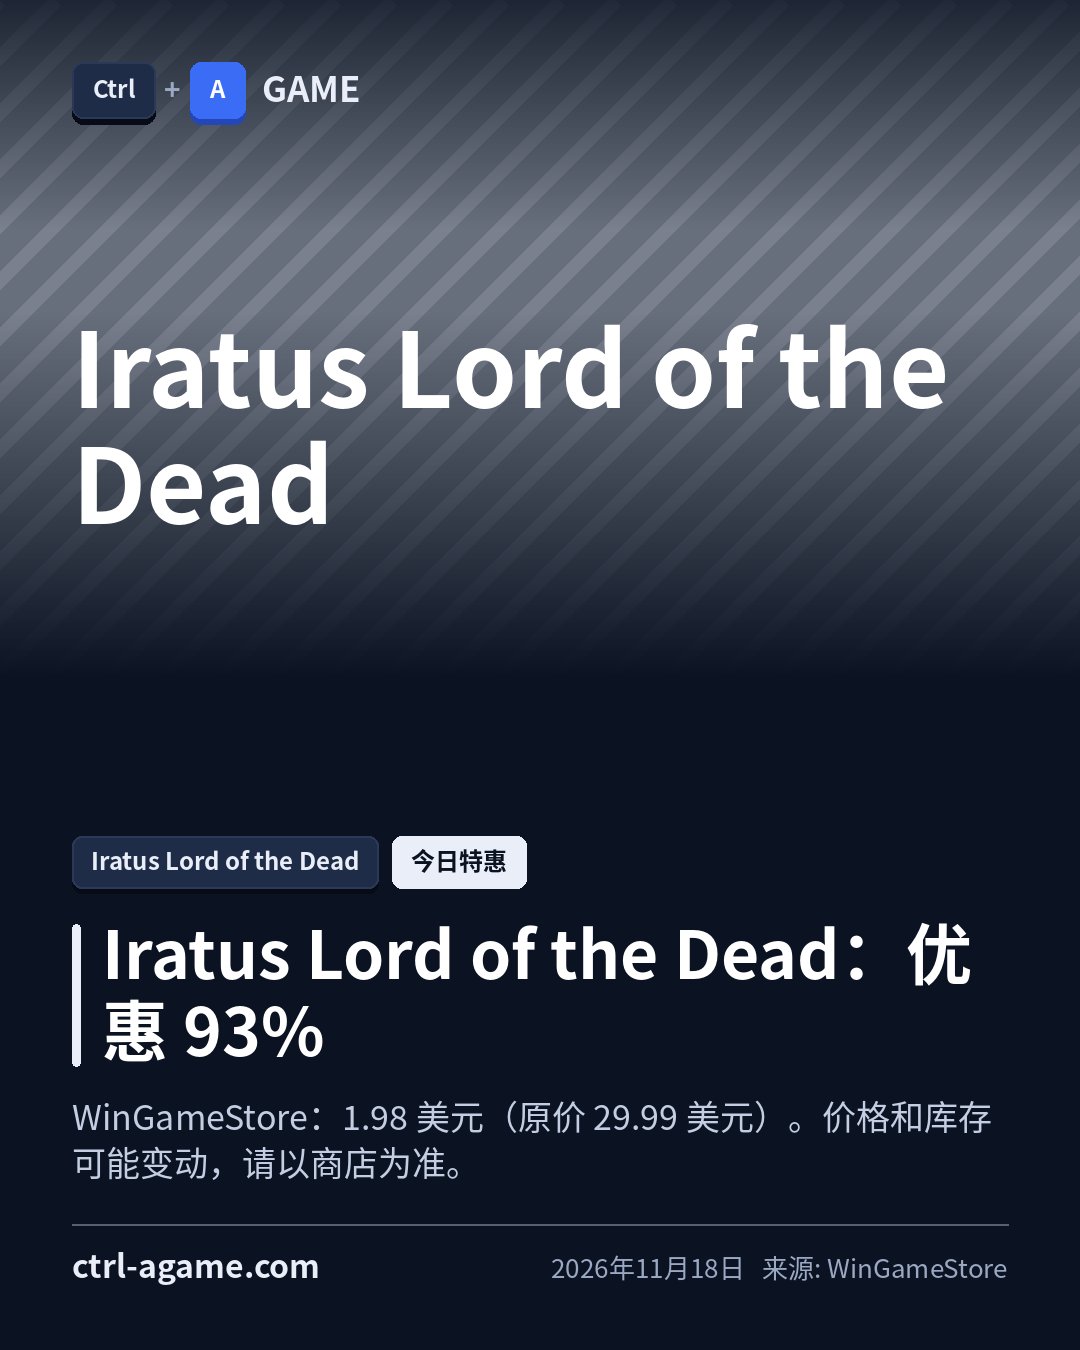 Ctrl + A GAME
Iratus Lord of the
Dead
Iratus Lord of the Dead 今日特惠
Iratus Lord of the Dead：优
惠 93%
WinGameStore：1.98 美元（原价 29.99 美元）。价格和库存
可能变动，请以商店为准。
ctrl-agame.com 2026年11月18日 来源: WinGameStore